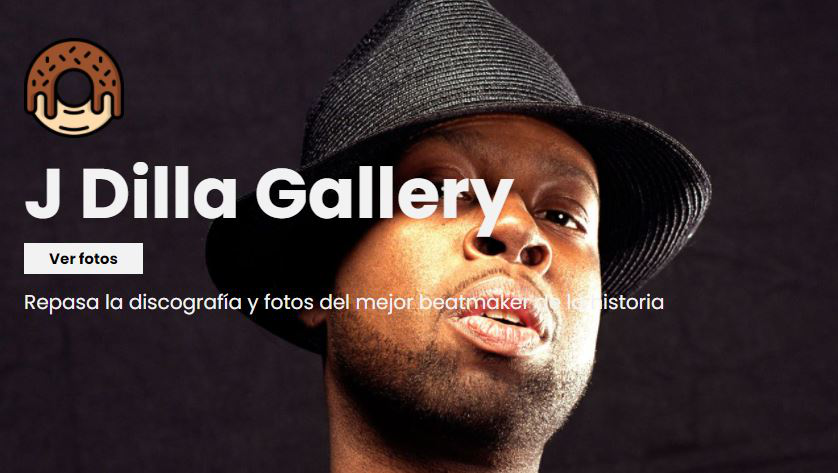 J Dilla Gallery
Ver fotos
Repasa la discografía y fotos del mejor beatmaker de la historia